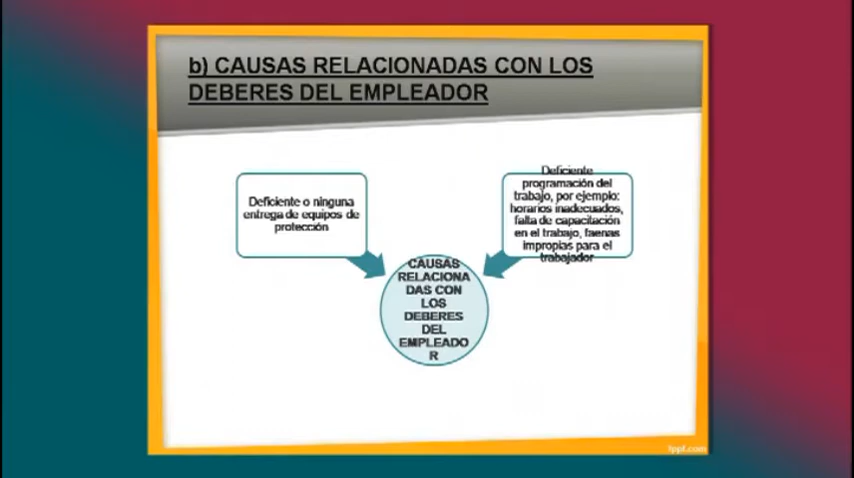 b) CAUSAS RELACIONADAS CON LOS
DEBERES DEL EMPLEADOR
Deficiente o ninguna
entrega de equipos de
protección
Deficiente
programación del
trabajo, por ejemplo:
horarios inadecuados,
falta de capacitación
en el trabajo, faenas
impropias para el
trabajador
CAUSAS
RELACIONA
DAS CON
LOS
DEBERES
DEL
EMPLEADO
R
fppt.com